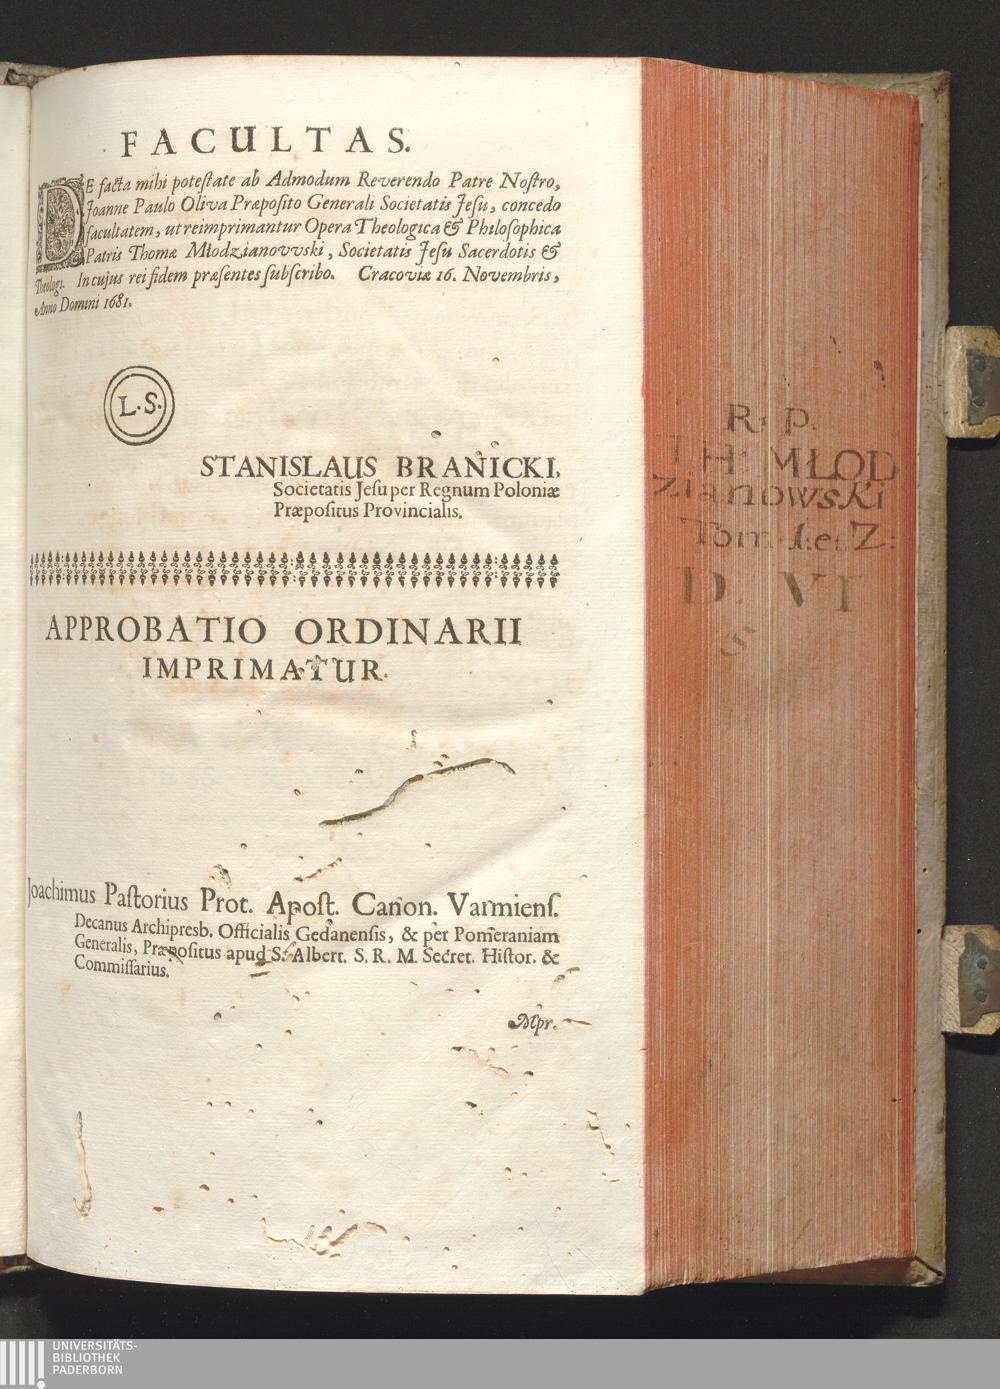 FACULTAS.
DE facta mihi poteſtate ab Admodum Reverendo Patre Noſtro,
Joanne Paulo Oliva Præpoſito Generali Societatis Jeſu, concedo
facultatem, ut reimprimantur Opera Theologica & Philoſophica
Patris Thomæ Młodzianovvski, Societatis Jeſu Sacerdotis &
Theologi. In cujus rei fidem præſentes ſubſcribo. Cracoviæ 16. Novembris,
Anno Domini 1681.
L.S.
STANISLAUS BRANICKI,
Societatis Jeſu per Regnum Poloniæ
Præpoſitus Provincialis.
APPROBATIO ORDINARII
IMPRIMATUR.
Joachimus Paſtorius Prot. Apoſt. Canon. Varmienſ.
Decanus Archipresb. Officialis Gedanenſis, & per Pomeraniam
Generalis, Præpoſitus apud S. Albert. S. R. M. Secret. Hiſtor. &
Commiſſarius.
Mpr.
R. P.
TH: MŁOD
zianowski
Tom. 1. et 2:
D. VI
S
UNIVERSITÄTS-
BIBLIOTHEK
PADERBORN